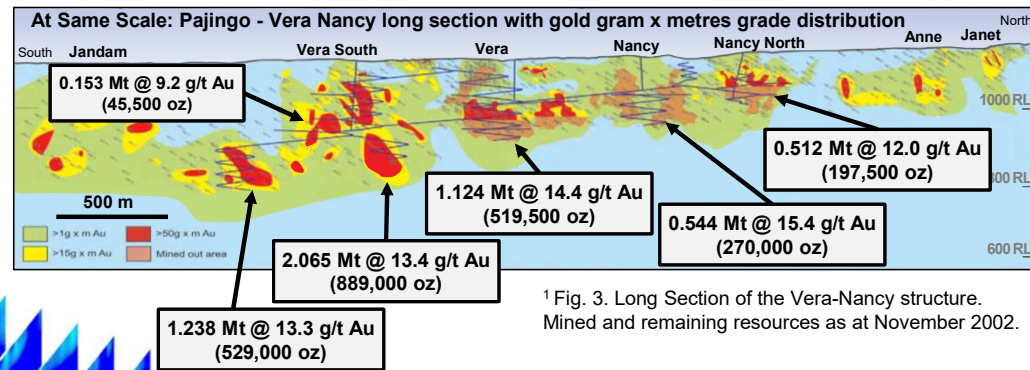 At Same Scale: Pajingo - Vera Nancy long section with gold gram x metres grade distribution
South Jandam Vera South Vera Nancy Nancy North Anne Janet North
0.153 Mt @ 9.2 g/t Au
(45,500 oz)
1000 RL
0.512 Mt @ 12.0 g/t Au
(197,500 oz)
1.124 Mt @ 14.4 g/t Au
(519,500 oz)
RL
0.544 Mt @ 15.4 g/t Au
(270,000 oz)
500 m
>1g x m Au >50g x m Au
>15g x m Au Mined out area
2.065 Mt @ 13.4 g/t Au
(889,000 oz)
600 RL
1.238 Mt @ 13.3 g/t Au
(529,000 oz)
1 Fig. 3. Long Section of the Vera-Nancy structure.
Mined and remaining resources as at November 2002.